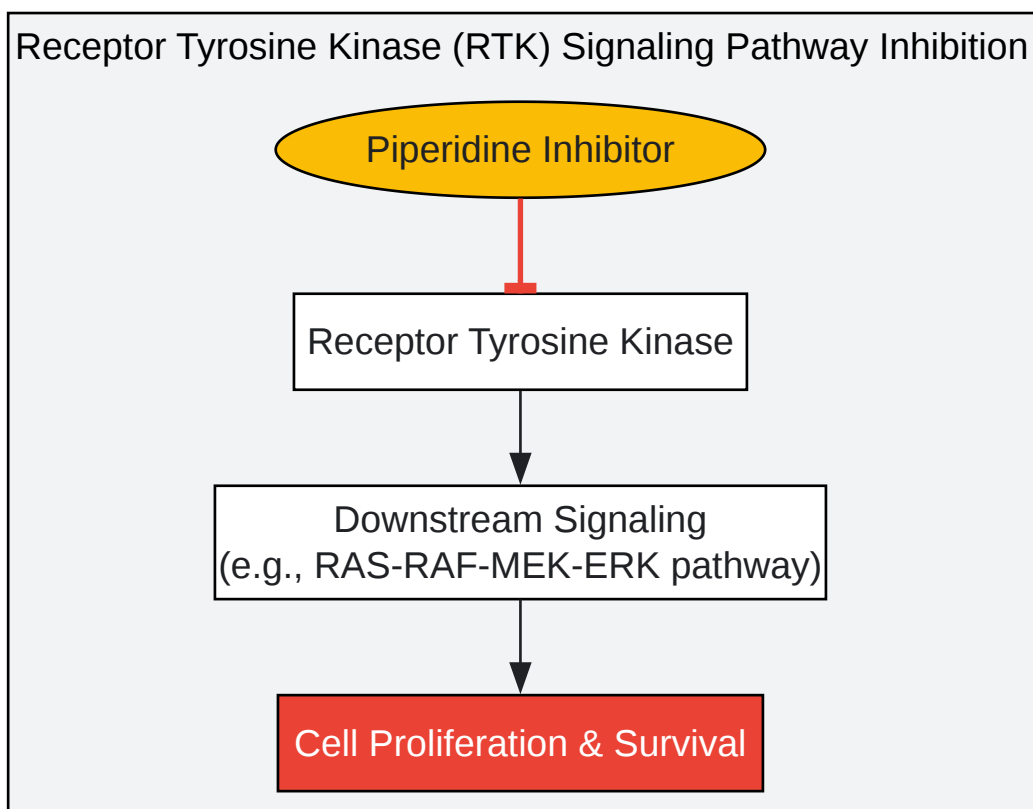 Receptor Tyrosine Kinase (RTK) Signaling Pathway Inhibition
Piperidine Inhibitor
Receptor Tyrosine Kinase
Downstream Signaling
(e.g., RAS-RAF-MEK-ERK pathway)
Cell Proliferation & Survival